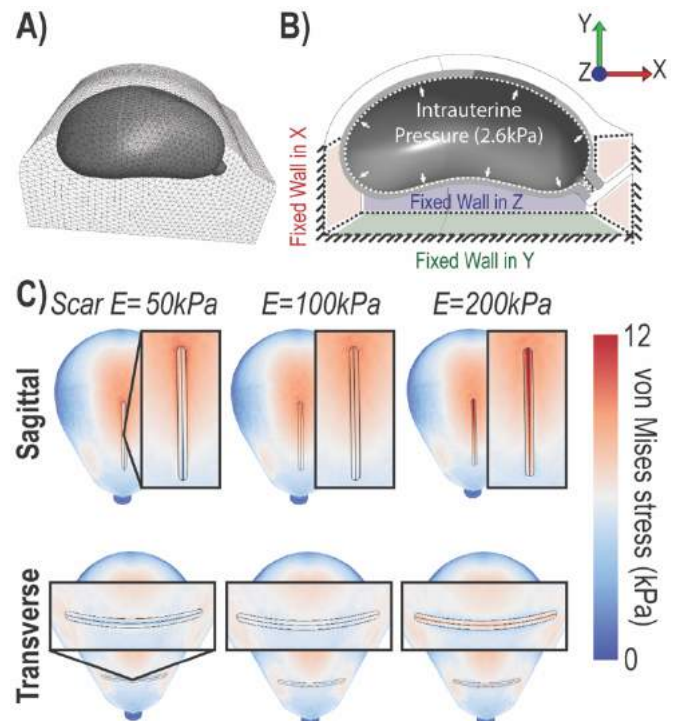 A)
B)
Y
Z
X
Intrauterine
Pressure (2.6kPa)
Fixed Wall in X
Fixed Wall in Z
Fixed Wall in Y
C)
Scar E= 50kPa
E=100kPa
E=200kPa
Sagittal
Transverse
12
von Mises stress (kPa)
0